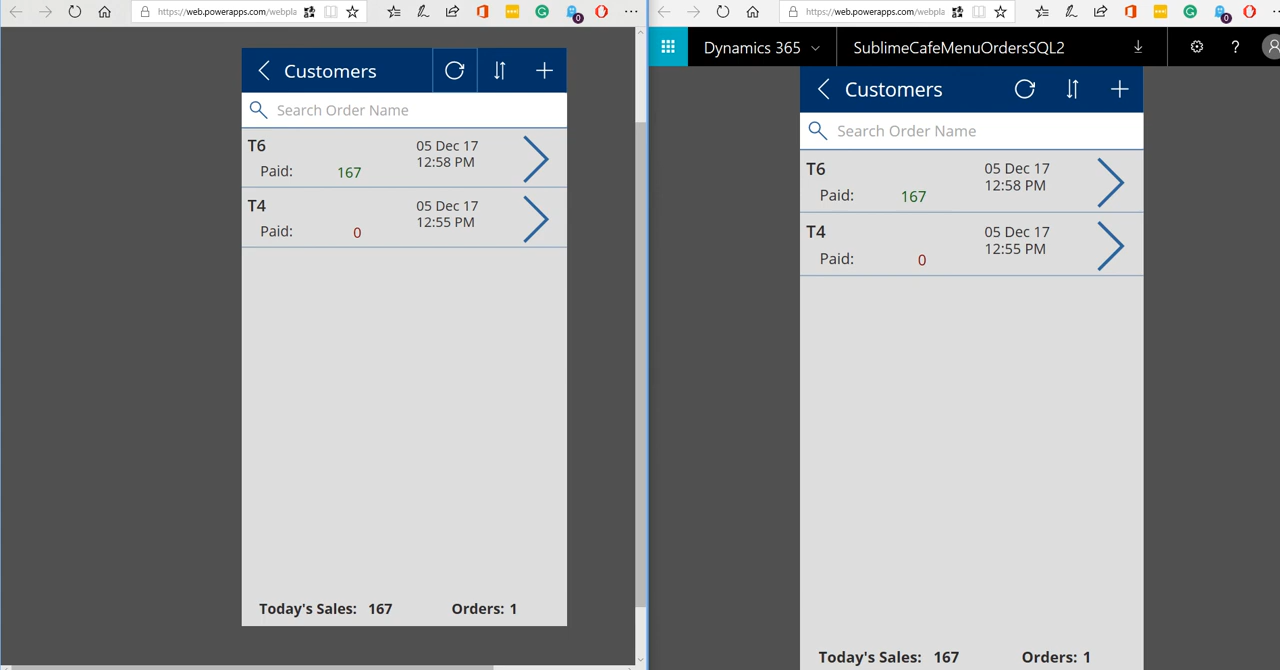 https://web.powerapps.com/webpla
0
Customers
Search Order Name
T6
05 Dec 17
12:58 PM
Paid: 167
T4
05 Dec 17
12:55 PM
Paid: 0
Today's Sales: 167 Orders: 1
https://web.powerapps.com/webpla
0
Dynamics 365
SublimeCafeMenuOrdersSQL2
?
Customers
Search Order Name
T6
05 Dec 17
12:58 PM
Paid: 167
T4
05 Dec 17
12:55 PM
Paid: 0
Today's Sales: 167 Orders: 1